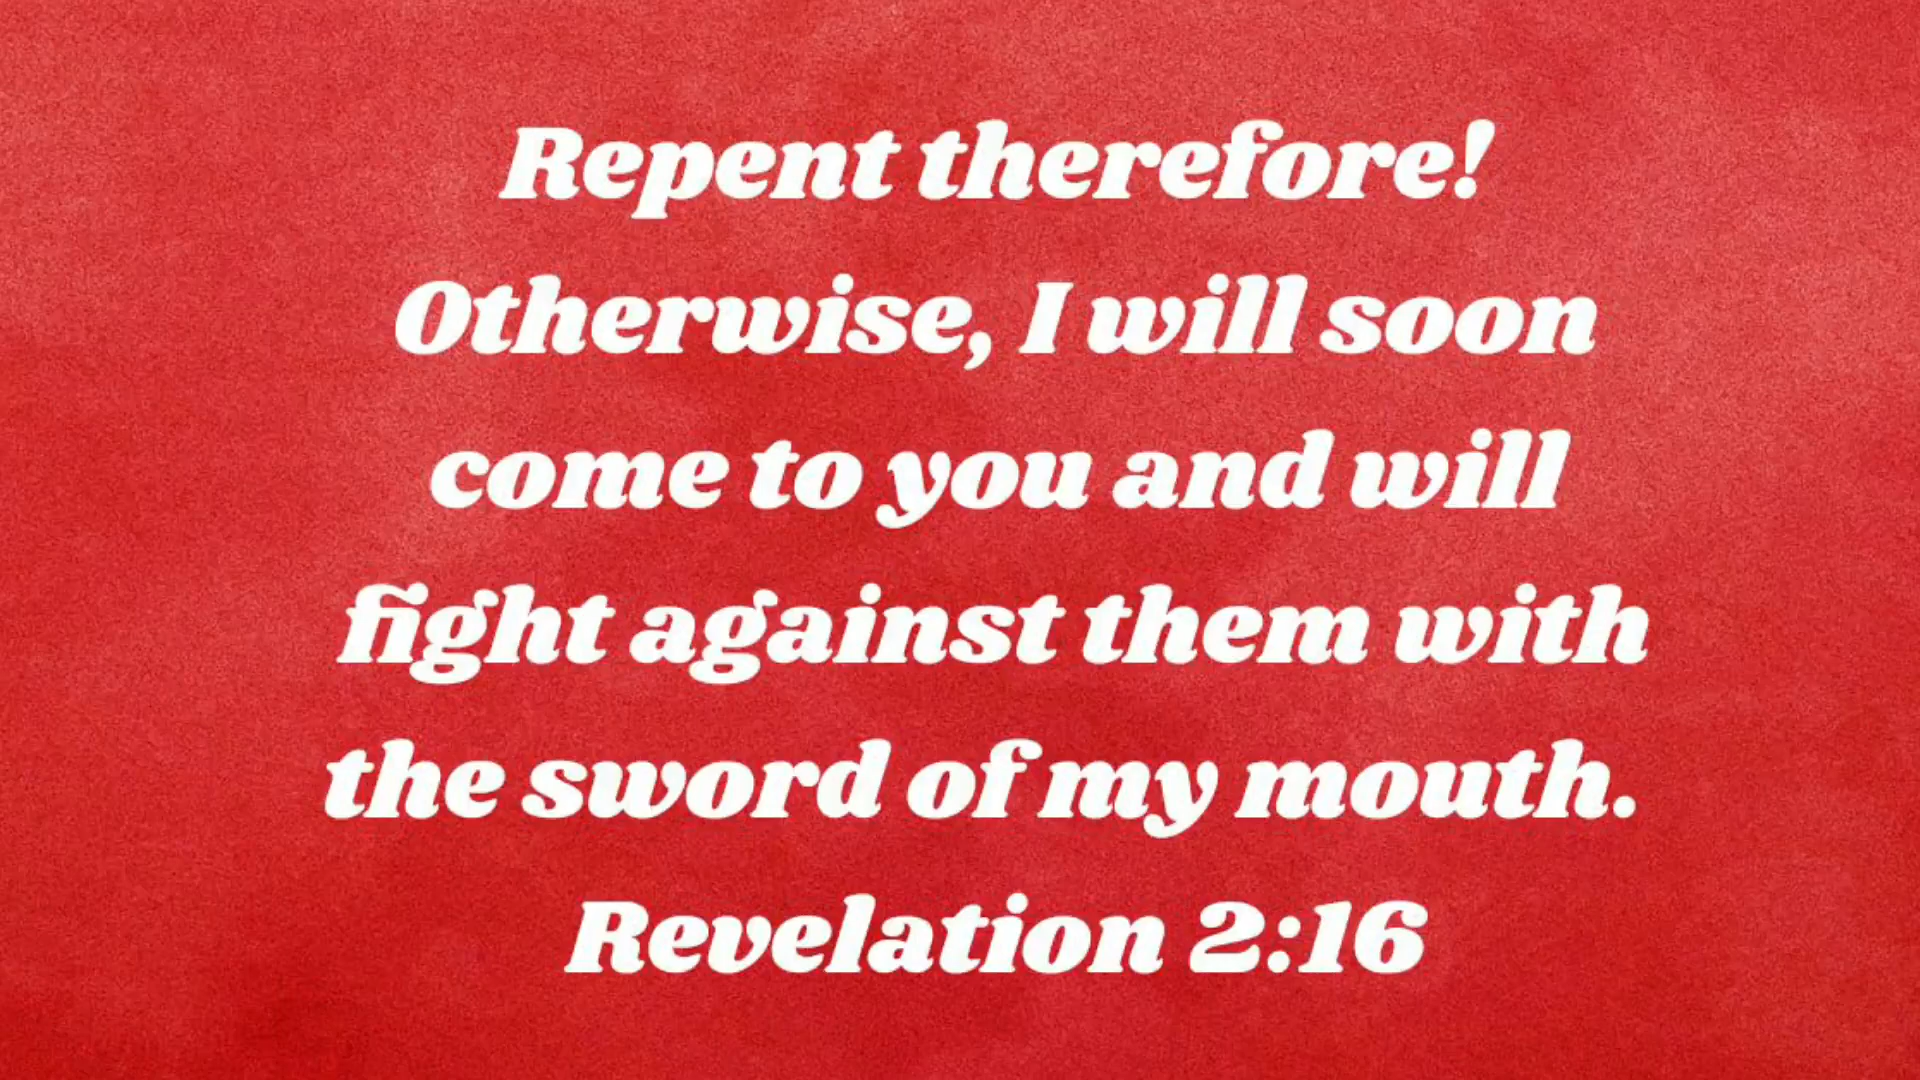 Repent therefore!
Otherwise, I will soon
come to you and will
fight against them with
the sword of my mouth.
Revelation 2:16